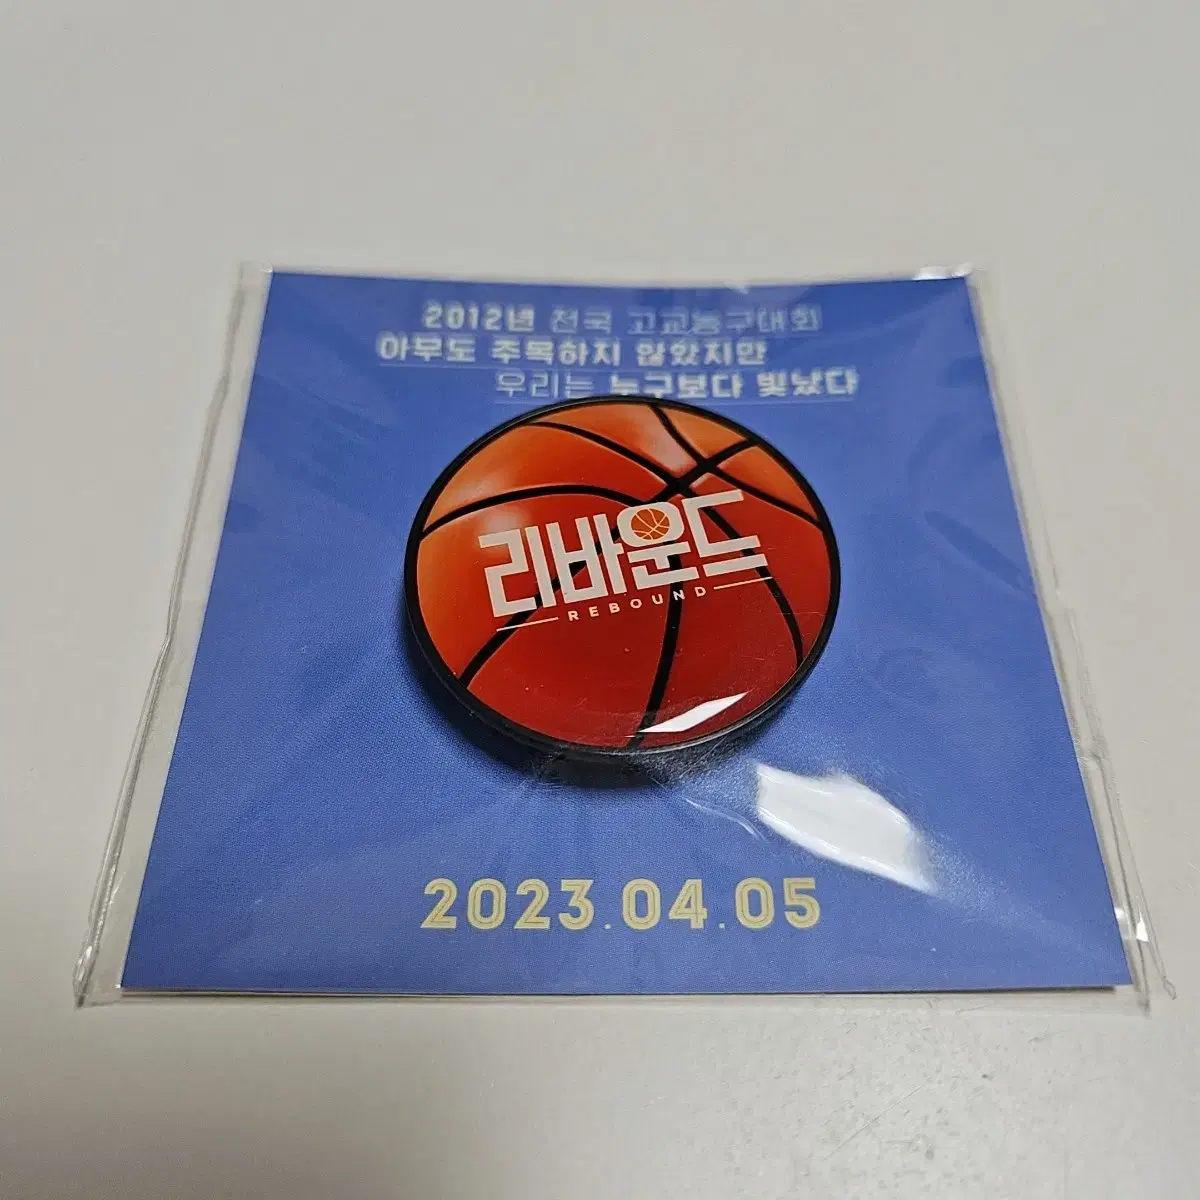 2012년 전국 고교농구대회
아무도 주목하지 않았지만
우리는 누구보다 빛났다
리바운드
REBOUND
2023.04.05